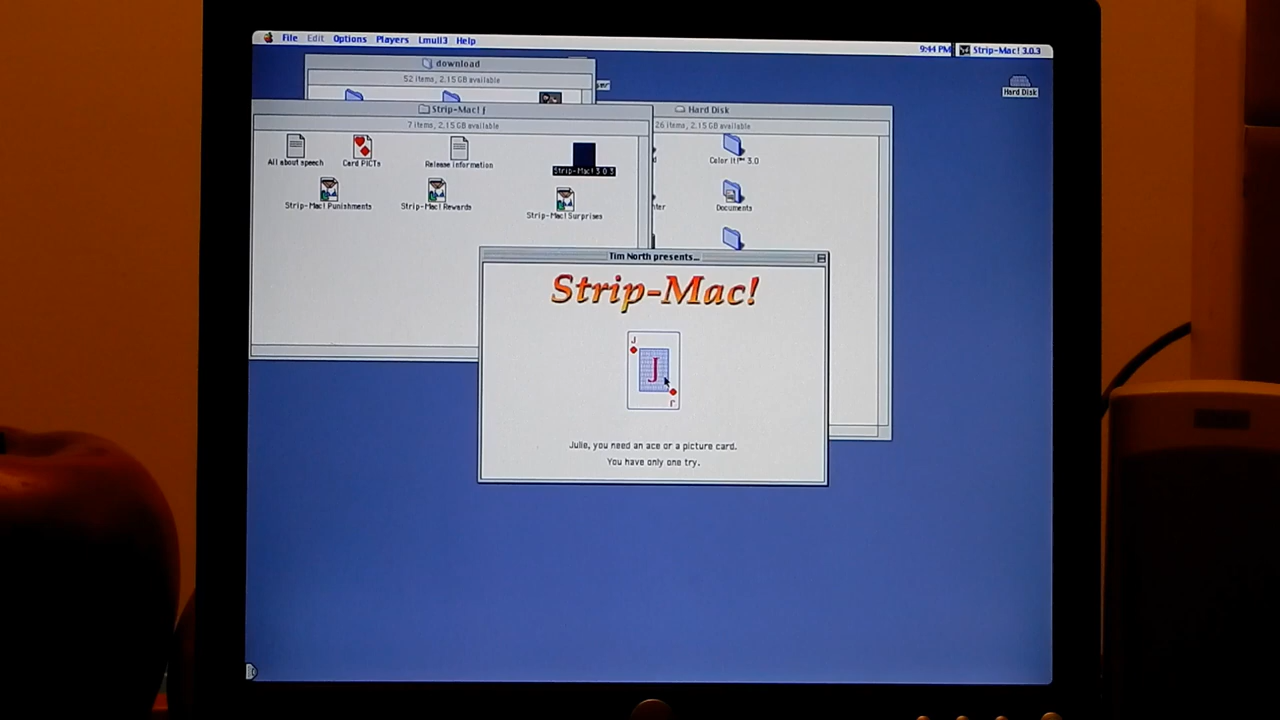 File Edit Options Players Lmull3 Help
9:44 PM Strip-Mac! 3.0.3
download
52 items, 2.15 GB available
Hard Disk
Strip-Mac! ƒ
7 items, 2.15 GB available
Hard Disk
26 items, 2.15 GB available
All about speech
Card PICTs
Release information
Strip-Mac! 3.0.3
Strip-Mac! Punishments
Strip-Mac! Rewards
Strip-Mac! Surprises
Color It!™ 3.0
Documents
Tim North presents...
Strip-Mac!
J
J
J
Julie, you need an ace or a picture card.
You have only one try.